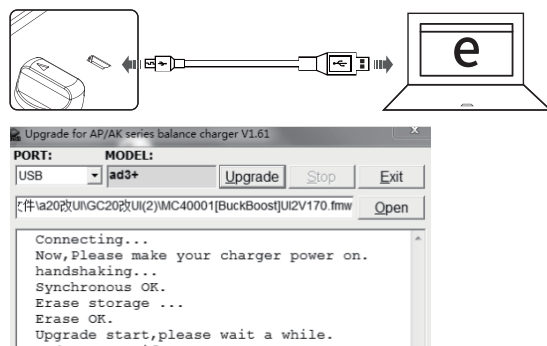 e
Upgrade for AP/AK series balance charger V1.61
PORT: MODEL:
USB ad3+ Upgrade Stop Exit
件\a20改UI\GC20改UI(2)\MC40001[BuckBoost]UI2V170.fmw Open
Connecting...
Now,Please make your charger power on.
handshaking...
Synchronous OK.
Erase storage ...
Erase OK.
Upgrade start,please wait a while.